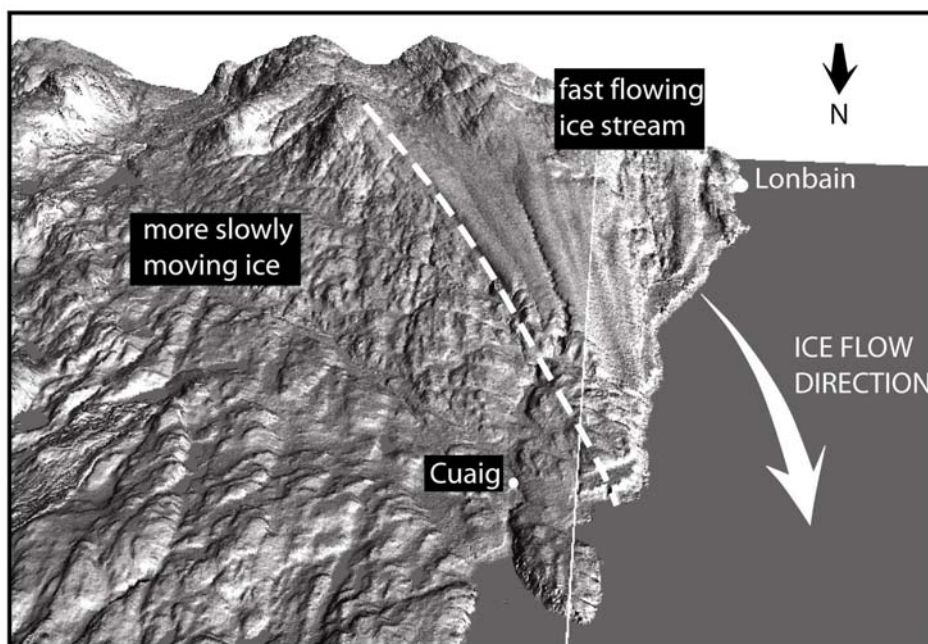 fast flowing
ice stream
N
Lonbain
more slowly
moving ice
ICE FLOW
DIRECTION
Cuaig